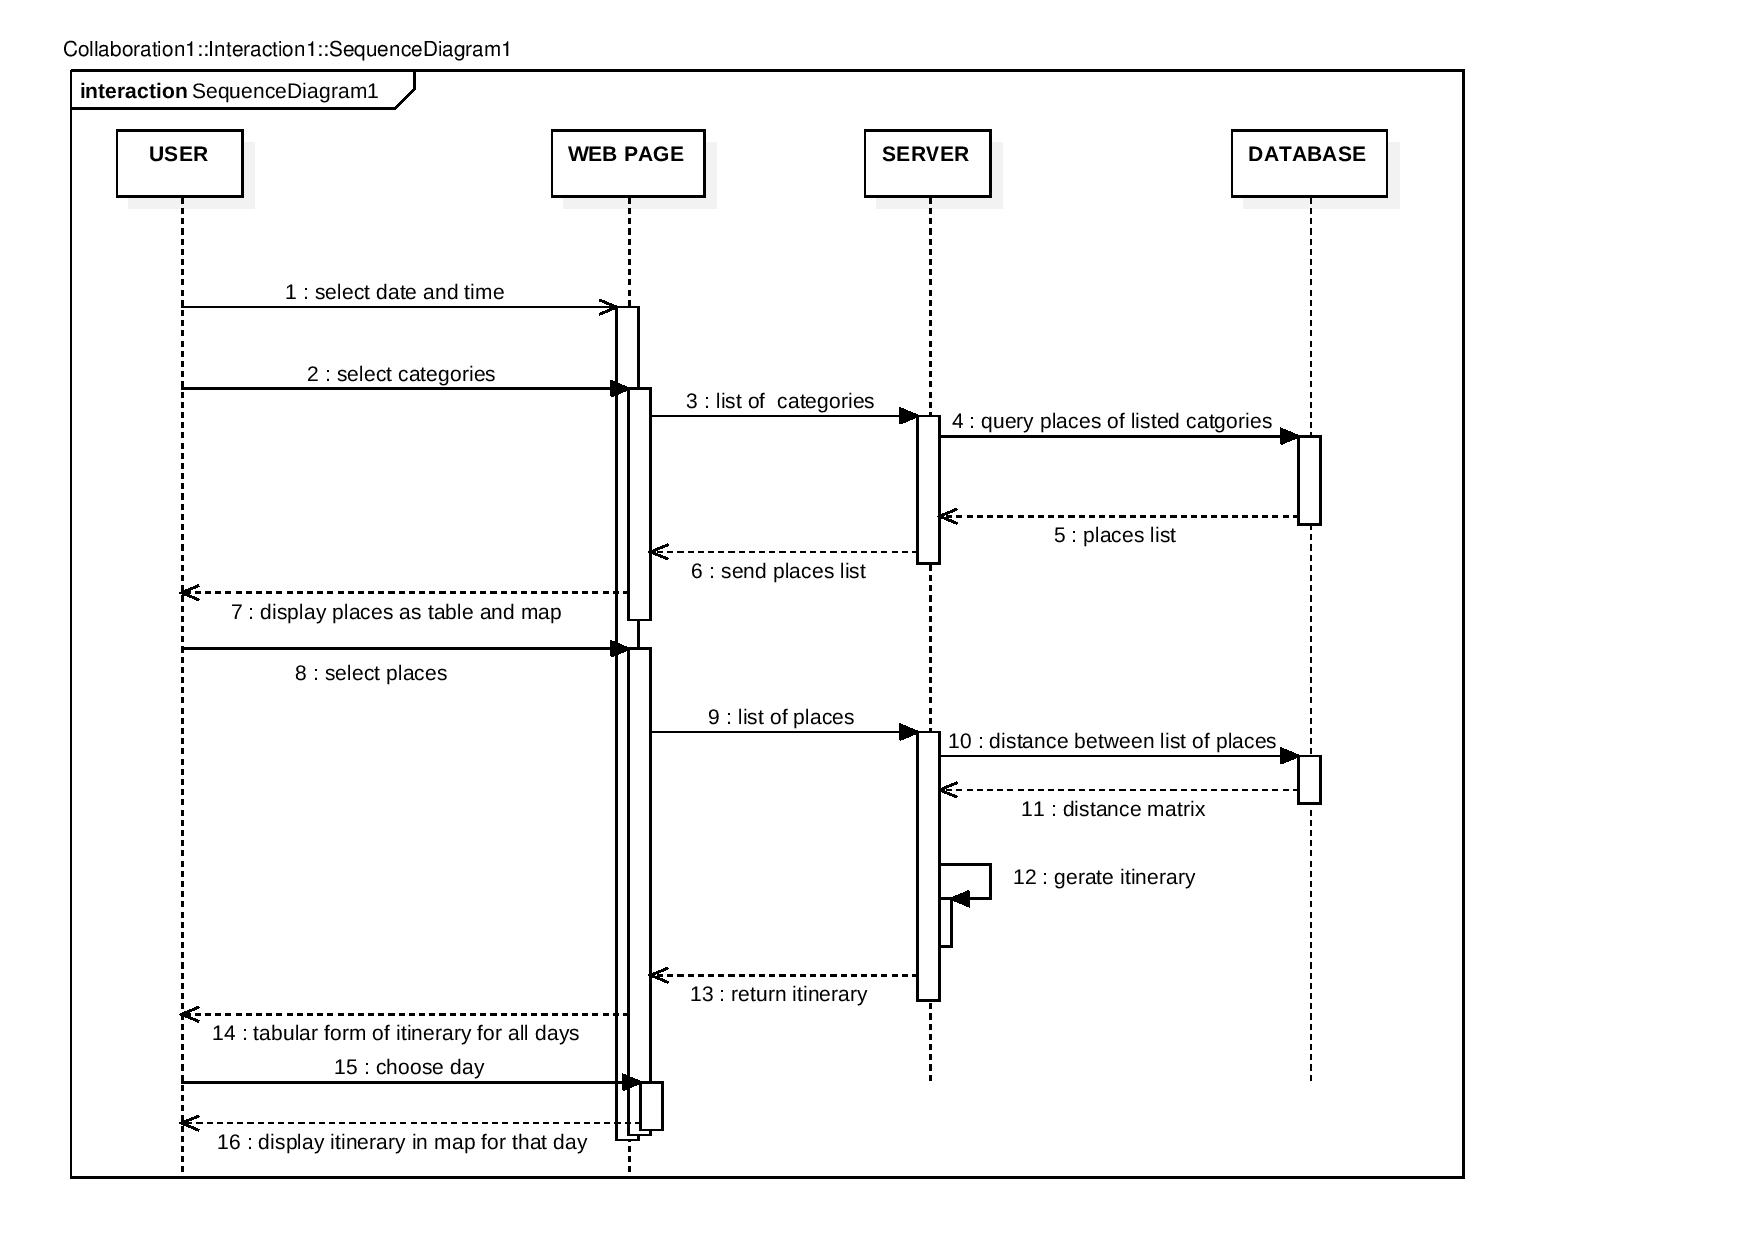 Collaboration1::Interaction1::SequenceDiagram1
interaction SequenceDiagram1
USER
WEB PAGE
SERVER
DATABASE
1 : select date and time
2 : select categories
3 : list of  categories
4 : query places of listed catgories
5 : places list
6 : send places list
7 : display places as table and map
8 : select places
9 : list of places
10 : distance between list of places
11 : distance matrix
12 : gerate itinerary
13 : return itinerary
14 : tabular form of itinerary for all days
15 : choose day
16 : display itinerary in map for that day